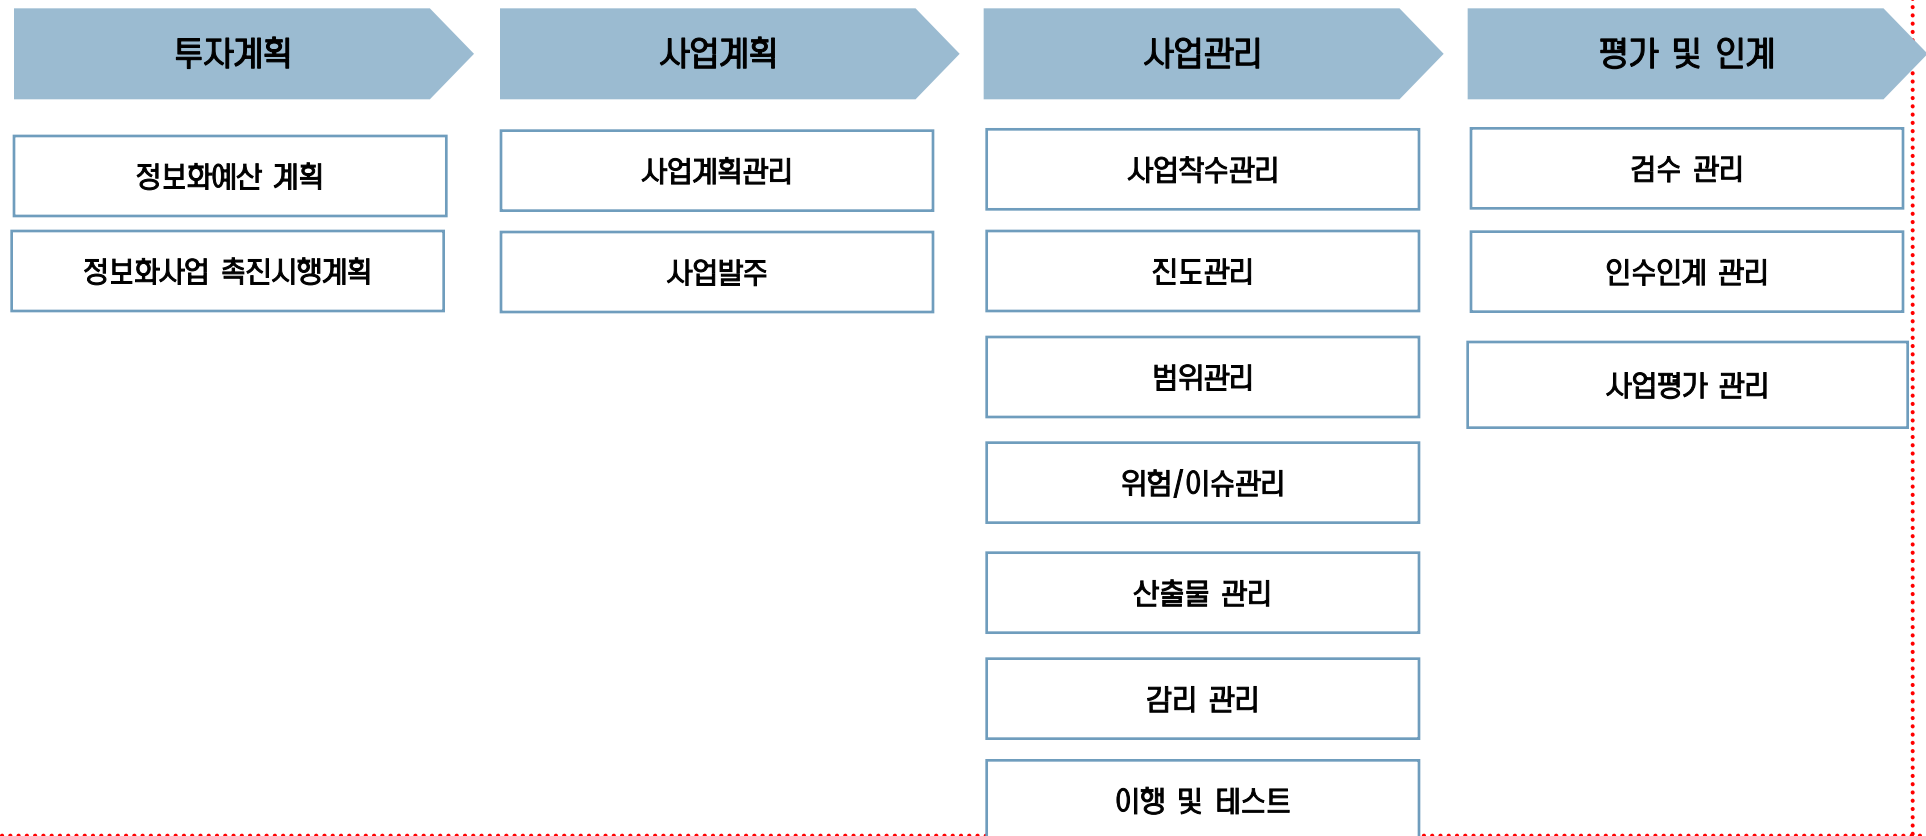 투자계획
사업계획
사업관리
평가 및 인계
정보화예산 계획
정보화사업 촉진시행계획
사업계획관리
사업발주
사업착수관리
진도관리
범위관리
위험/이슈관리
산출물 관리
감리 관리
이행 및 테스트
검수 관리
인수인계 관리
사업평가 관리